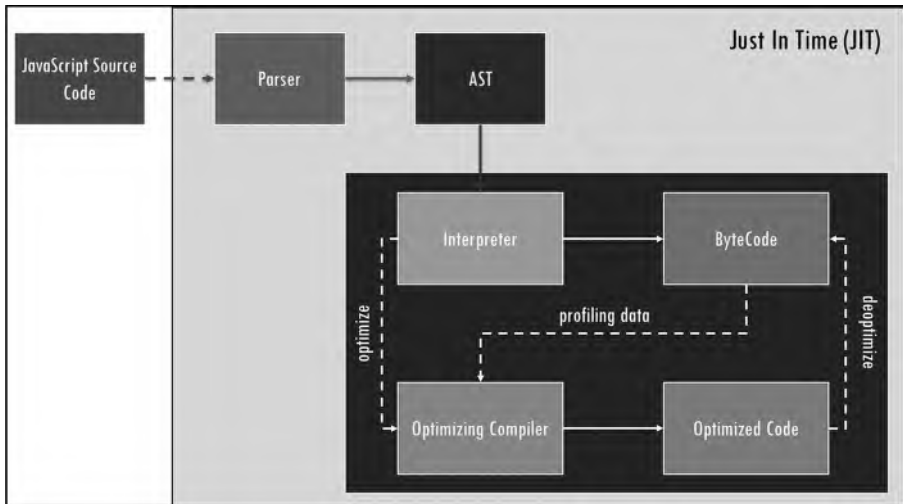 Just In Time (JIT)
JavaScript Source
Code
Parser
AST
Interpreter
ByteCode
profiling data
optimize
deoptimize
Optimizing Compiler
Optimized Code